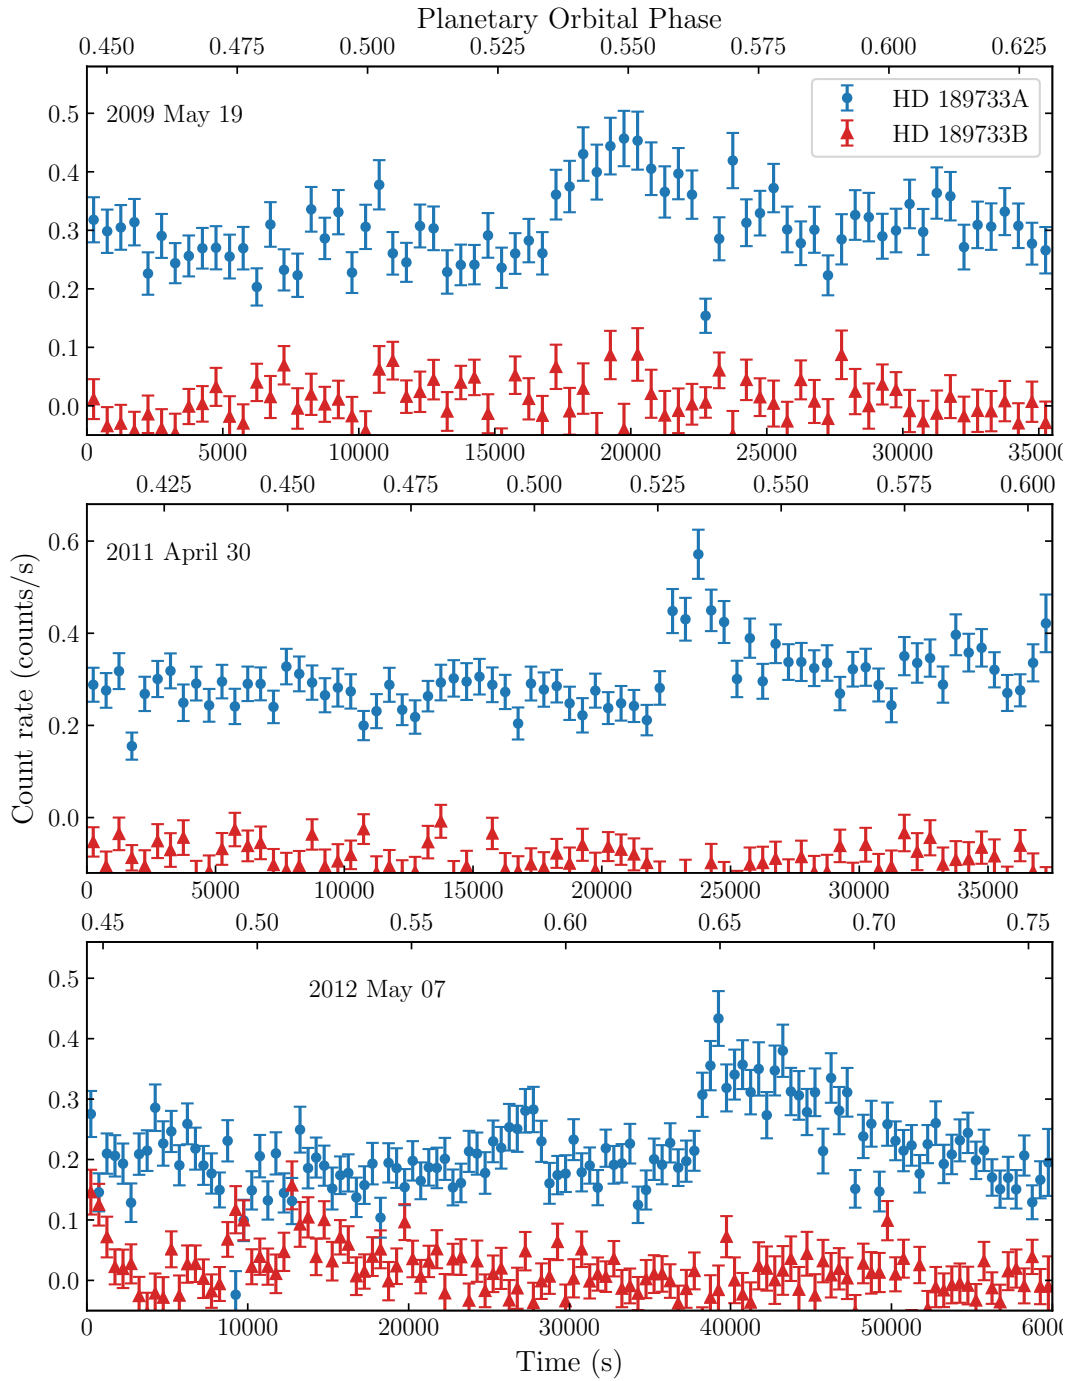 Planetary Orbital Phase
0.450 0.475 0.500 0.525 0.550 0.575 0.600 0.625
2009 May 19
HD 189733A
HD 189733B
0.5
0.4
0.3
0.2
0.1
0.0
0 5000 10000 15000 20000 25000 30000 3500
0.425 0.450 0.475 0.500 0.525 0.550 0.575 0.600
2011 April 30
Count rate (counts/s)
0.6
0.4
0.2
0.0
0 5000 10000 15000 20000 25000 30000 35000
0.45 0.50 0.55 0.60 0.65 0.70 0.75
2012 May 07
0.5
0.4
0.3
0.2
0.1
0.0
0 10000 20000 30000 40000 50000 6000
Time (s)